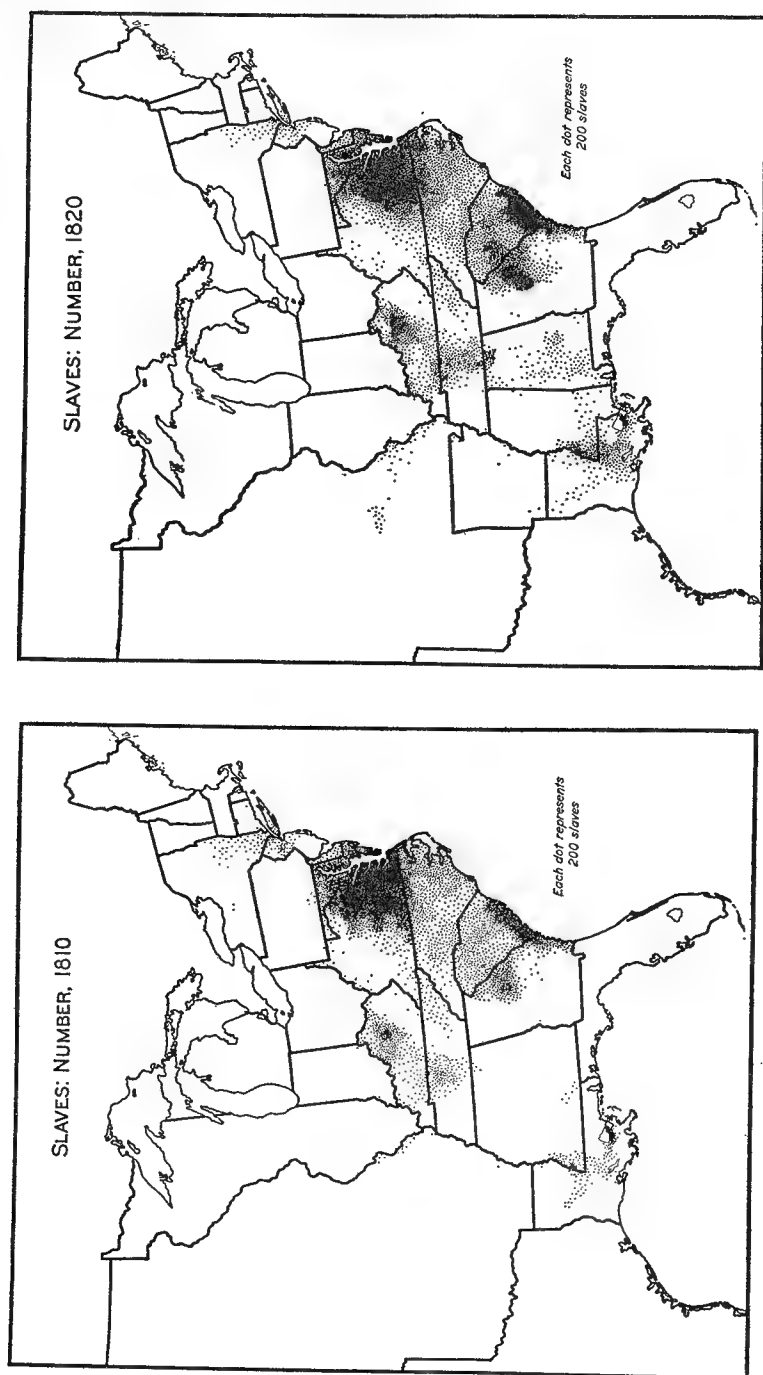 SLAVES: NUMBER, 1820
Each dot represents
200 slaves
SLAVES: NUMBER, 1810
Each dot represents
200 slaves